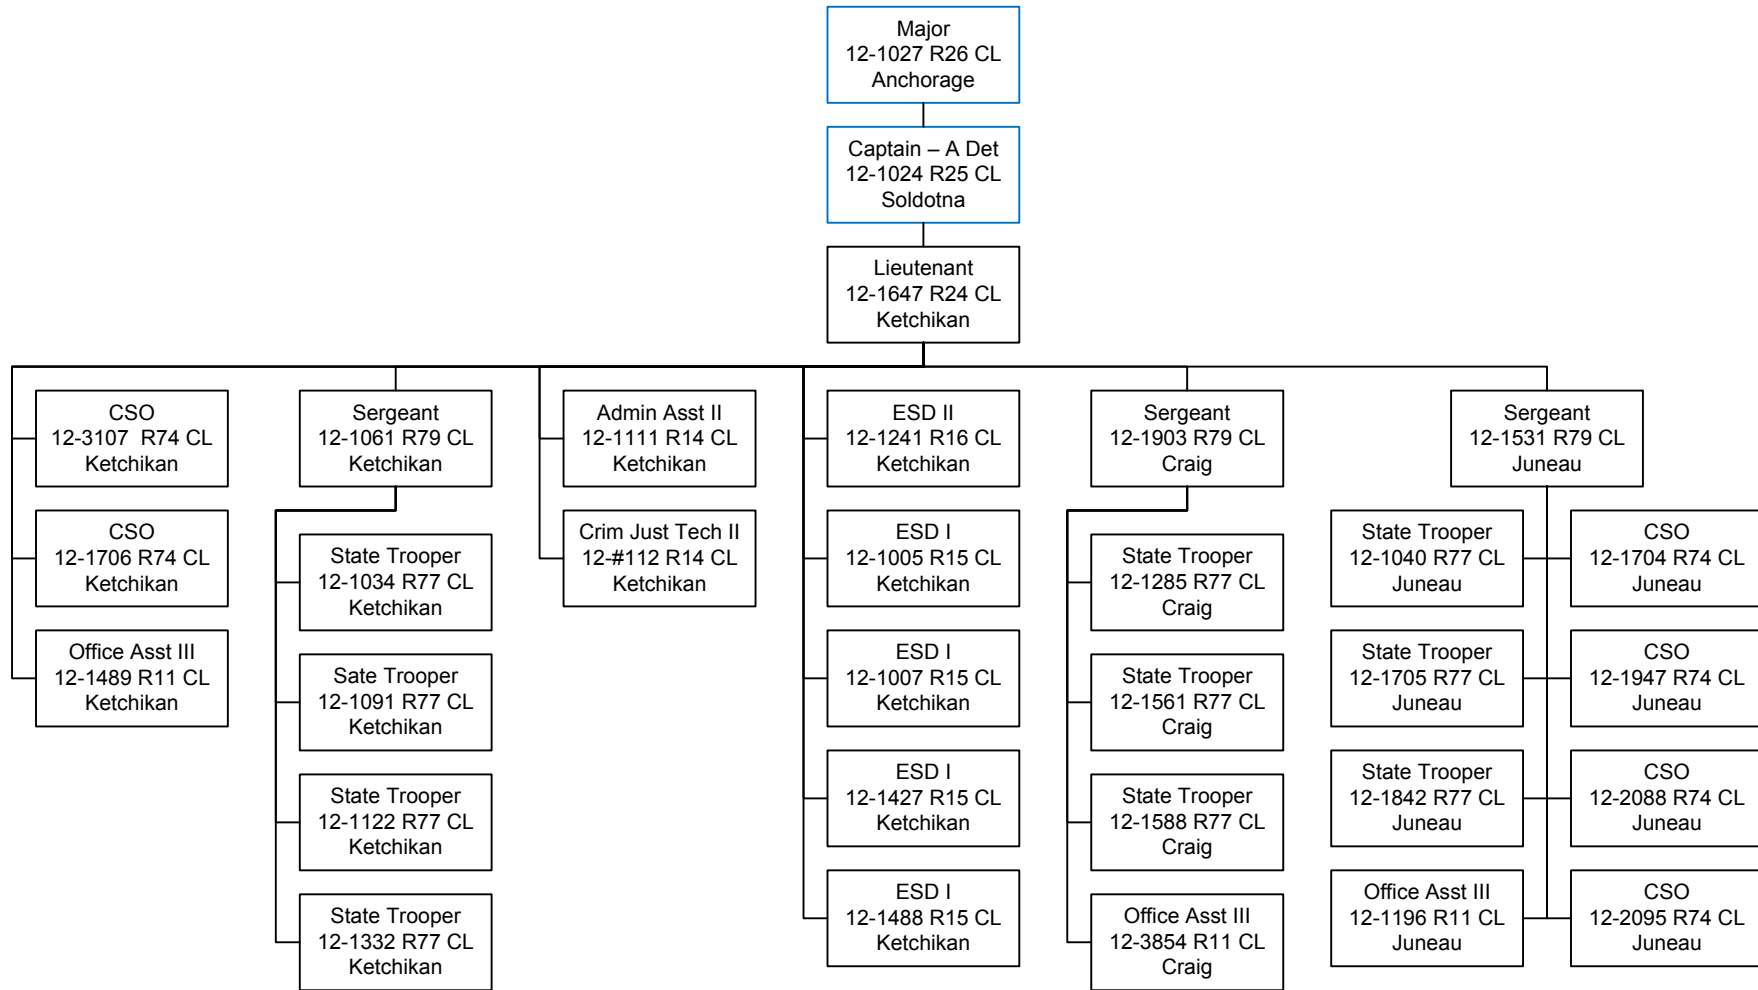 Major
12-1027 R26 CL
Anchorage
Captain – A Det
12-1024 R25 CL
Soldotna
Lieutenant
12-1647 R24 CL
Ketchikan
CSO
12-3107  R74 CL
Ketchikan
CSO
12-1706 R74 CL
Ketchikan
Office Asst III
12-1489 R11 CL
Ketchikan
Sergeant
12-1061 R79 CL
Ketchikan
State Trooper
12-1034 R77 CL
Ketchikan
Sate Trooper
12-1091 R77 CL
Ketchikan
State Trooper
12-1122 R77 CL
Ketchikan
State Trooper
12-1332 R77 CL
Ketchikan
Admin Asst II
12-1111 R14 CL
Ketchikan
Crim Just Tech II
12-#112 R14 CL
Ketchikan
ESD II
12-1241 R16 CL
Ketchikan
ESD I
12-1005 R15 CL
Ketchikan
ESD I
12-1007 R15 CL
Ketchikan
ESD I
12-1427 R15 CL
Ketchikan
ESD I
12-1488 R15 CL
Ketchikan
Sergeant
12-1903 R79 CL
Craig
State Trooper
12-1285 R77 CL
Craig
State Trooper
12-1561 R77 CL
Craig
State Trooper
12-1588 R77 CL
Craig
Office Asst III
12-3854 R11 CL
Craig
Sergeant
12-1531 R79 CL
Juneau
State Trooper
12-1040 R77 CL
Juneau
State Trooper
12-1705 R77 CL
Juneau
State Trooper
12-1842 R77 CL
Juneau
Office Asst III
12-1196 R11 CL
Juneau
CSO
12-1704 R74 CL
Juneau
CSO
12-1947 R74 CL
Juneau
CSO
12-2088 R74 CL
Juneau
CSO
12-2095 R74 CL
Juneau